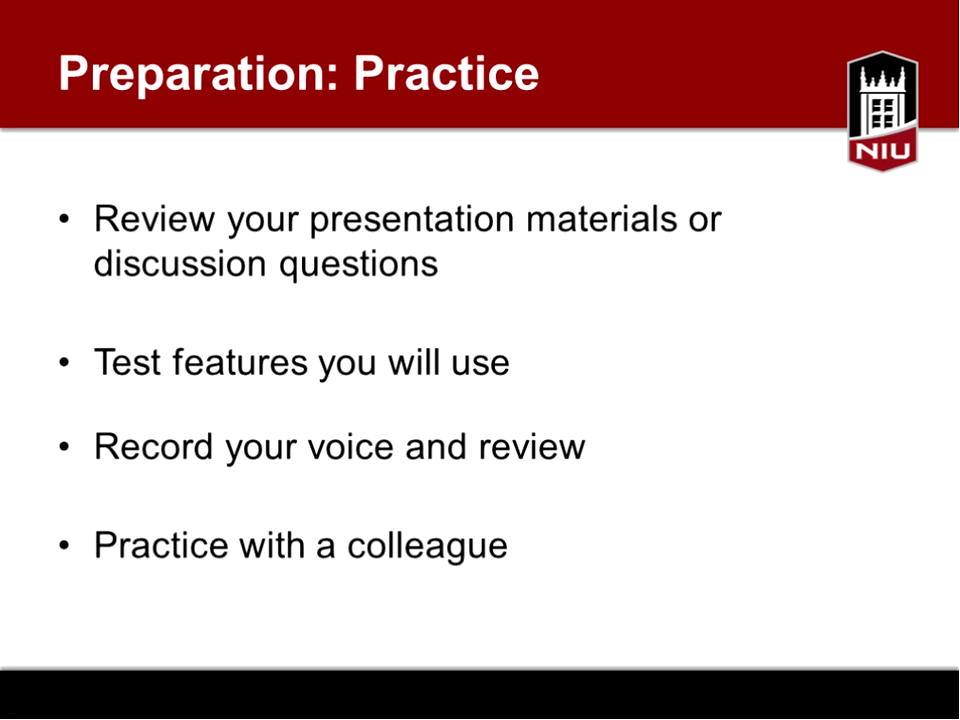 Preparation: Practice
NIU
• Review your presentation materials or
discussion questions
• Test features you will use
• Record your voice and review
• Practice with a colleague